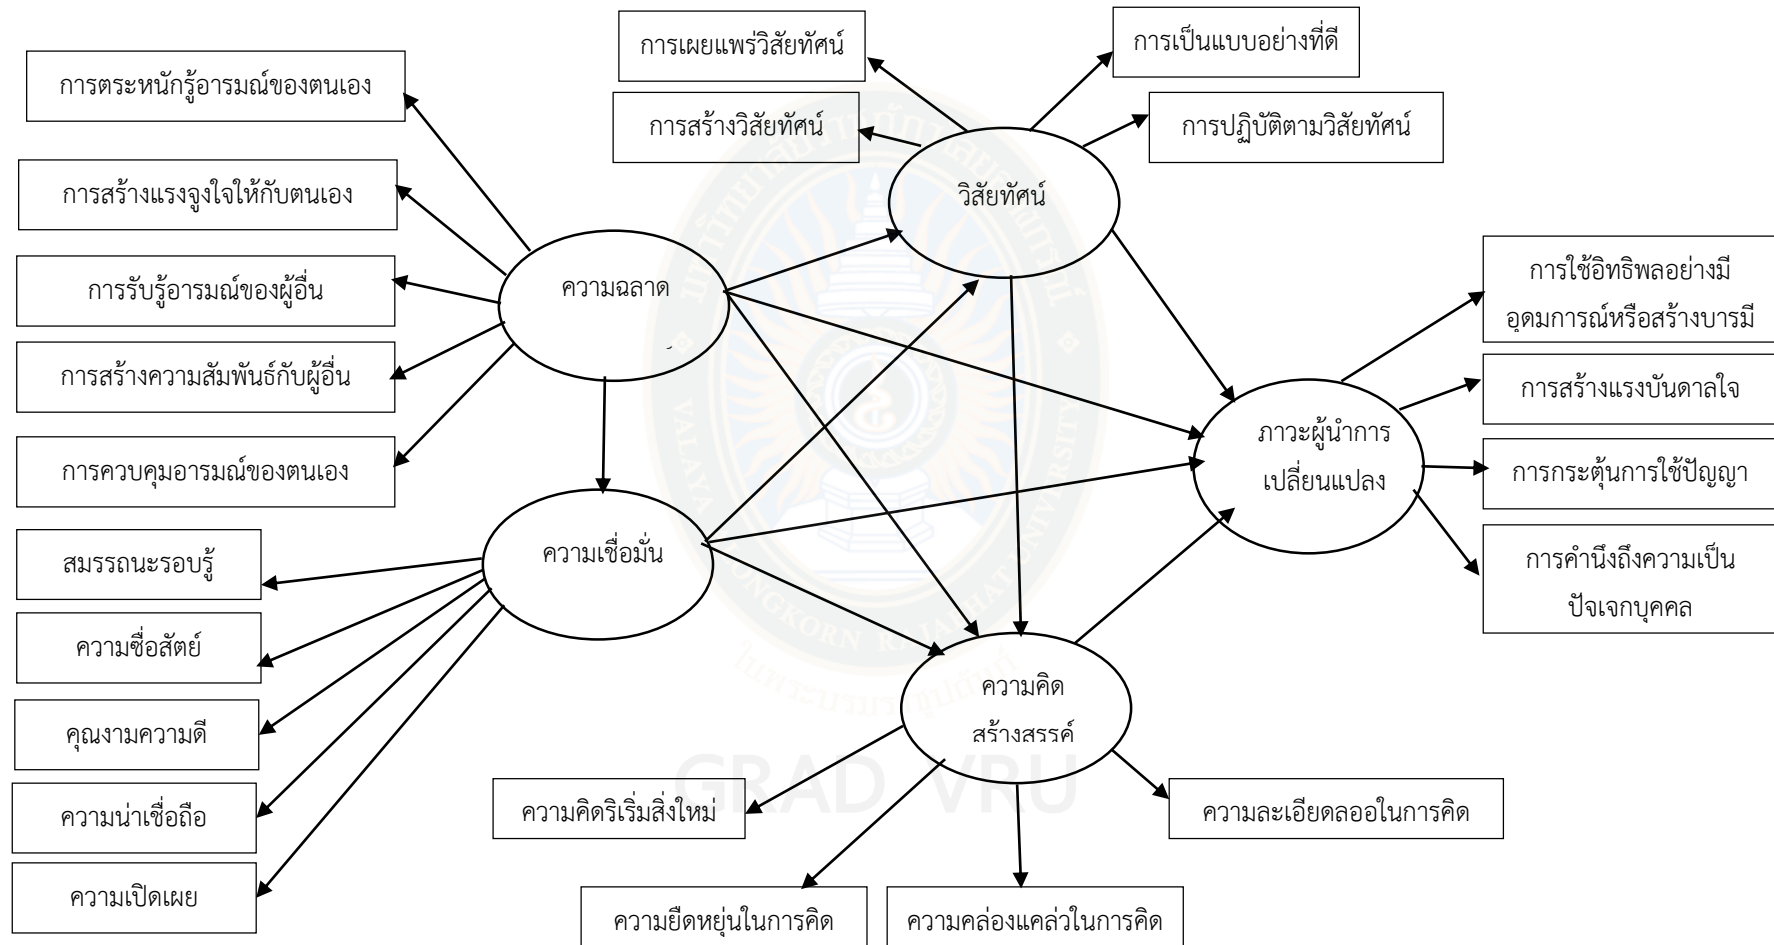 การเผยแพร่วิสัยทัศน์
การเป็นแบบอย่างที่ดี
การตระหนักรู้อารมณ์ของตนเอง
การสร้างวิสัยทัศน์
การปฏิบัติตามวิสัยทัศน์
การสร้างแรงจูงใจให้กับตนเอง
วิสัยทัศน์
การรับรู้อารมณ์ของผู้อื่น
ความฉลาด
การใช้อิทธิพลอย่างมี
อุดมการณ์หรือสร้างบารมี
การสร้างความสัมพันธ์กับผู้อื่น
การสร้างแรงบันดาลใจ
ภาวะผู้นำการ
เปลี่ยนแปลง
การควบคุมอารมณ์ของตนเอง
การกระตุ้นการใช้ปัญญา
สมรรถนะรอบรู้
ความเชื่อมั่น
การคำนึงถึงความเป็น
ปัจเจกบุคคล
ความซื่อสัตย์
ความคิด
สร้างสรรค์
คุณงามความดี
ความน่าเชื่อถือ
ความคิดริเริ่มสิ่งใหม่
ความละเอียดลออในการคิด
ความเปิดเผย
ความยืดหยุ่นในการคิด
ความคล่องแคล่วในการคิด
VALAYA ALONGKORN RAJABHAT UNIVERSITY
ในพระบรมราชูปถัมภ์
GRAD VRU